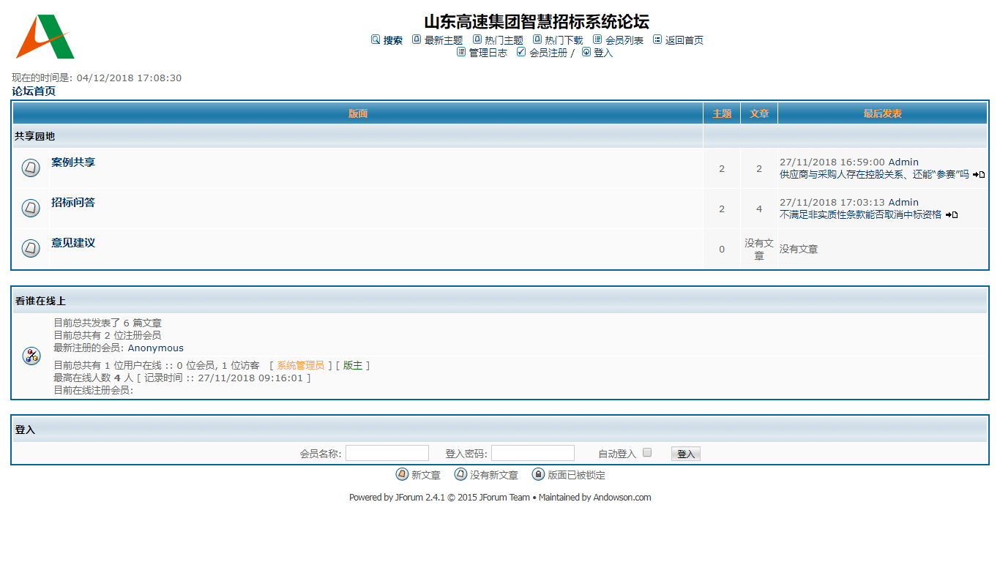 山东高速集团智慧招标系统论坛
搜索 最新主题 热门主题 热门下载 会员列表 返回首页
管理日志 会员注册 / 登入
现在的时间是: 04/12/2018 17:08:30
论坛首页
版面 主题 文章 最后发表
共享园地
案例共享 2 2 27/11/2018 16:59:00 Admin
供应商与采购人存在控股关系、还能“参赛”吗
招标问答 2 4 27/11/2018 17:03:13 Admin
不满足非实质性条款能否取消中标资格
意见建议 0 没有文章 没有文章
看谁在线上
目前总共发表了 6 篇文章
目前总共有 2 位注册会员
最新注册的会员: Anonymous
目前总共有 1 位用户在线 :: 0 位会员, 1 位访客 [ 系统管理员 ] [ 版主 ]
最高在线人数 4 人 [ 记录时间 :: 27/11/2018 09:16:01 ]
目前在线注册会员:
登入
会员名称: 登入密码: 自动登入 登入
新文章 没有新文章 版面已被锁定
Powered by JForum 2.4.1 © 2015 JForum Team • Maintained by Andowson.com